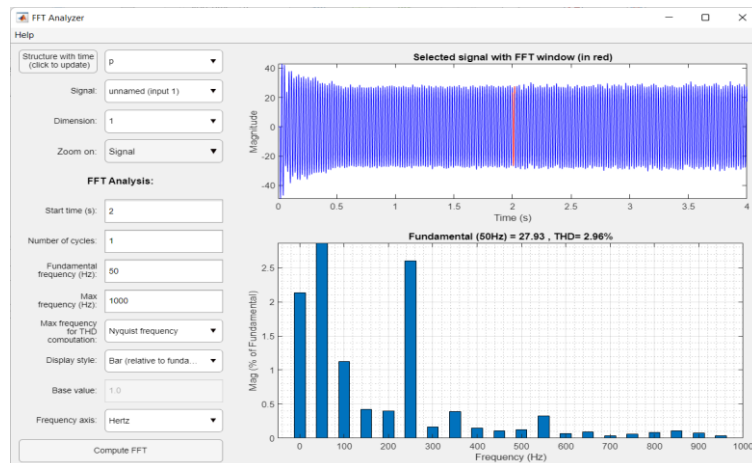 FFT Analyzer
Help
Structure with time
(click to update)
p
Signal:
unnamed (input 1)
Dimension:
1
Zoom on:
Signal
FFT Analysis:
Start time (s):
2
Number of cycles:
1
Fundamental
frequency (Hz):
50
Max
frequency (Hz):
1000
Max frequency
for THD
computation:
Nyquist frequency
Display style:
Bar (relative to funda...
Base value:
1.0
Frequency axis:
Hertz
Compute FFT
Selected signal with FFT window (in red)
Magnitude
40
20
0
-20
-40
0 0.5 1 1.5 2 2.5 3 3.5 4
Time (s)
Fundamental (50Hz) = 27.93 , THD= 2.96%
Mag (% of Fundamental)
2.5
2
1.5
1
0.5
0
0 100 200 300 400 500 600 700 800 900 1000
Frequency (Hz)